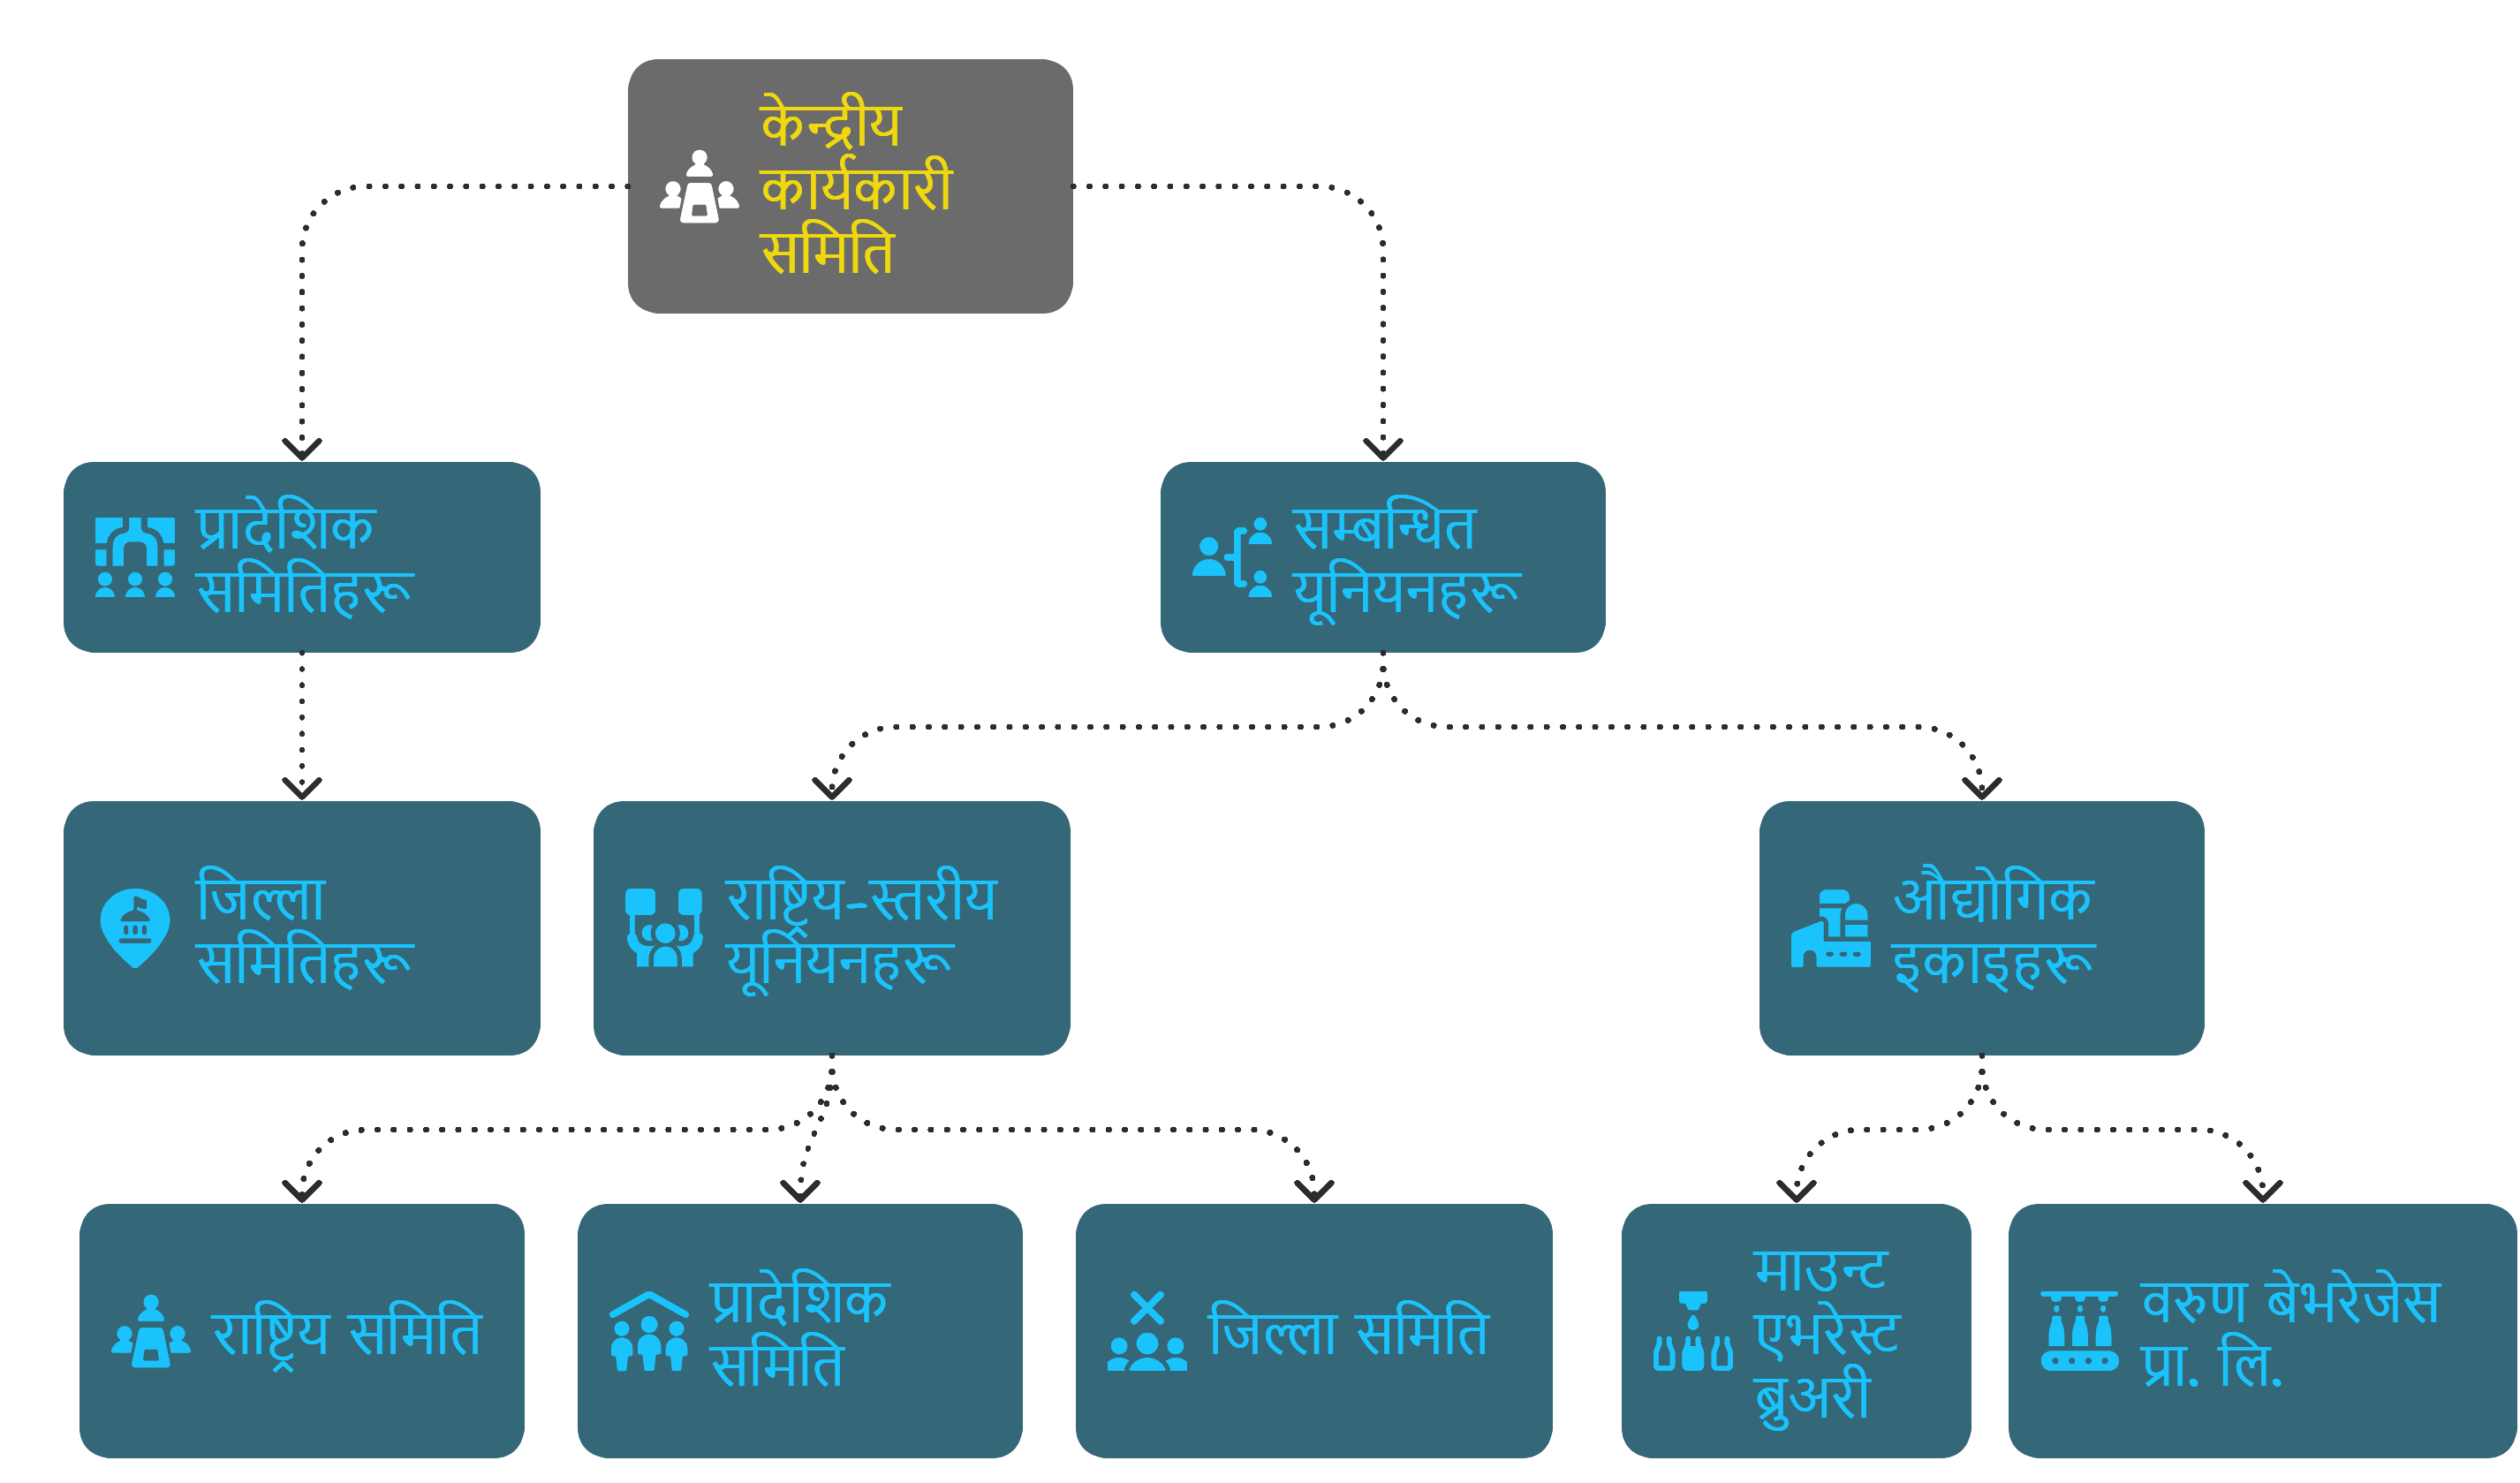 केन्द्रीय
कार्यकारी
समिति
प्रादेशिक
समितिहरू
सम्बन्धित
यूनियनहरू
जिल्ला
समितिहरू
राष्ट्रिय-स्तरीय
यूनियनहरू
औद्योगिक
इकाइहरू
राष्ट्रिय समिति
प्रादेशिक
समिति
जिल्ला समिति
माउन्ट
एभरेस्ट
ब्रुअरी
वरुण बेभरेजेस
प्रा. लि.